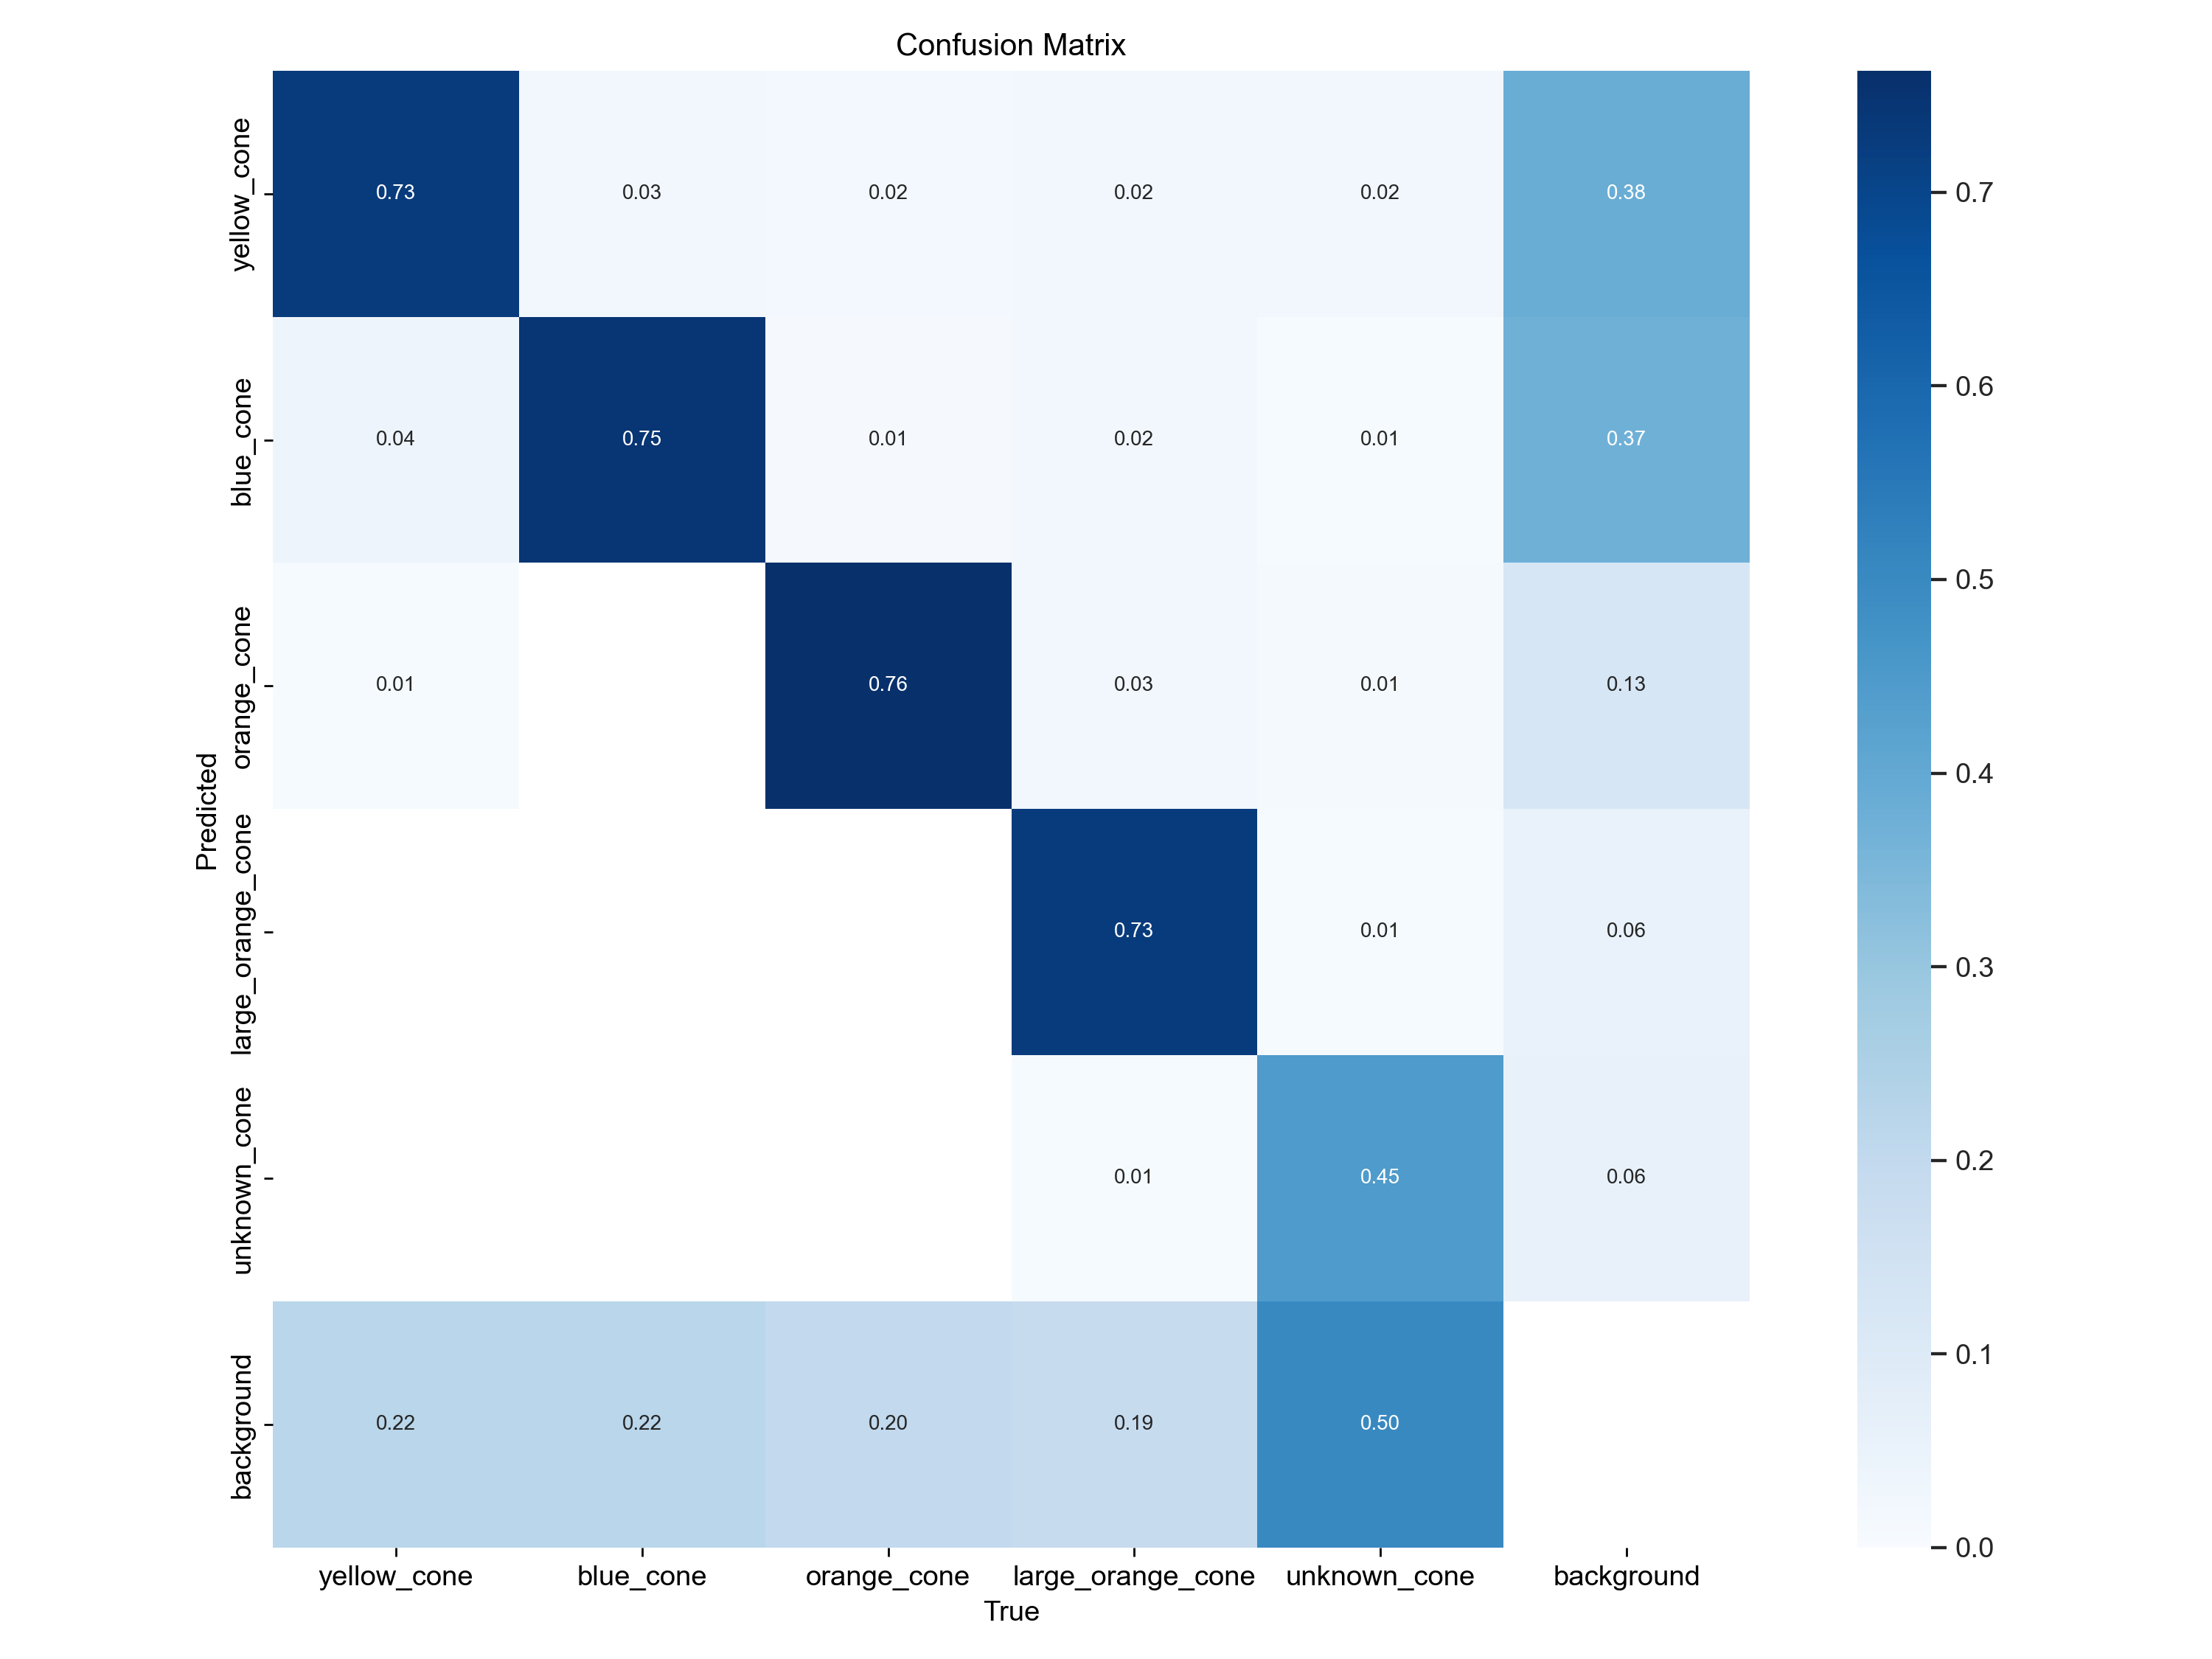 Confusion Matrix
yellow_cone
0.73 0.03 0.02 0.02 0.02 0.38
blue_cone
0.04 0.75 0.01 0.02 0.01 0.37
orange_cone
0.01 0.76 0.03 0.01 0.13
large_orange_cone
0.73 0.01 0.06
unknown_cone
0.01 0.45 0.06
background
0.22 0.22 0.20 0.19 0.50
Predicted
yellow_cone blue_cone orange_cone large_orange_cone unknown_cone background
True
0.7
0.6
0.5
0.4
0.3
0.2
0.1
0.0